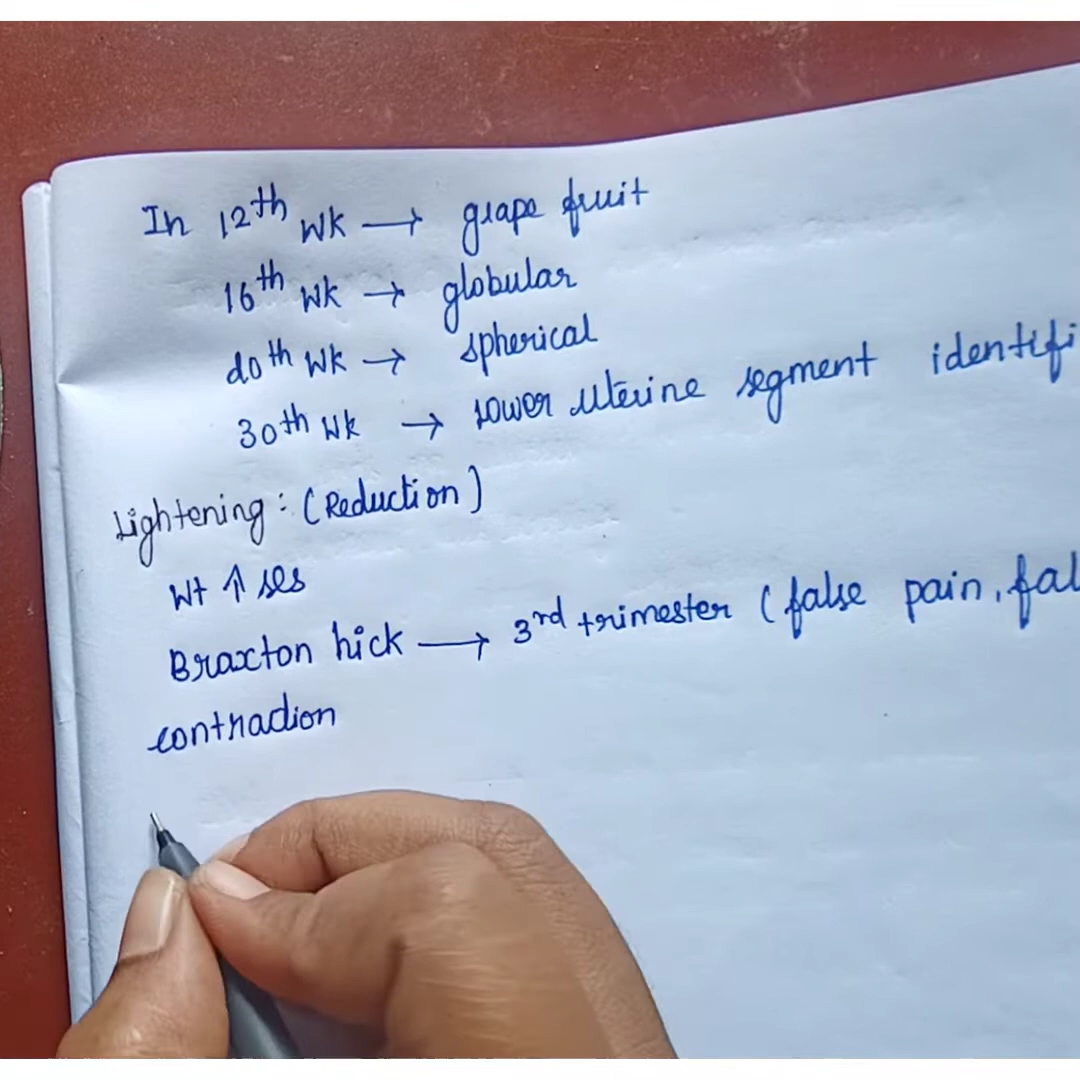 In 12th wk → grape fruit
16th wk → globular
20th wk → spherical
30th wk → Lower uterine segment identifi
Lightening: (Reduction)
Wt ↑ ses
Braxton hick → 3rd trimester (false pain, fal
contraction